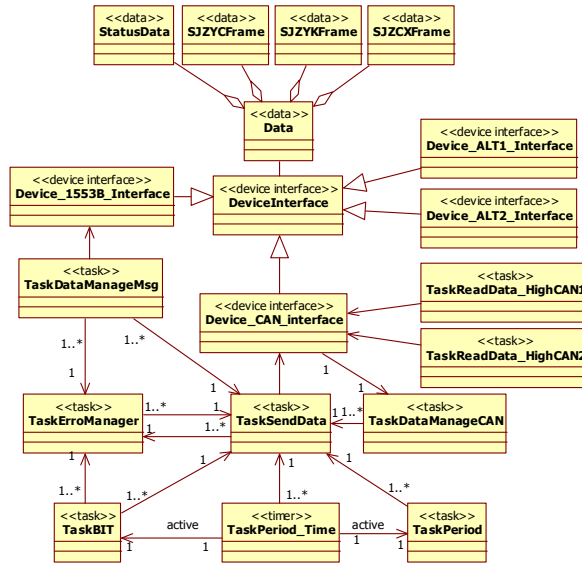 <<data>>
StatusData
<<data>>
SJZYCFrame
<<data>>
SJZYKFrame
<<data>>
SJZCXFrame
<<data>>
Data
<<device interface>>
Device_ALT1_Interface
<<device interface>>
Device_1553B_Interface
<<device interface>>
DeviceInterface
<<device interface>>
Device_ALT2_Interface
<<task>>
TaskDataManageMsg
<<task>>
TaskReadData_HighCAN1
<<device interface>>
Device_CAN_interface
<<task>>
TaskReadData_HighCAN2
1..*
1..*
1
1
1
1
<<task>>
TaskErroManager
1..*
1
1
1..*
<<task>>
TaskSendData
1
1..*
<<task>>
TaskDataManageCAN
1
1
1
1
1..*
1..*
1..*
1..*
<<task>>
TaskBIT
active
1
1
<<timer>>
TaskPeriod_Time
active
1
1
<<task>>
TaskPeriod